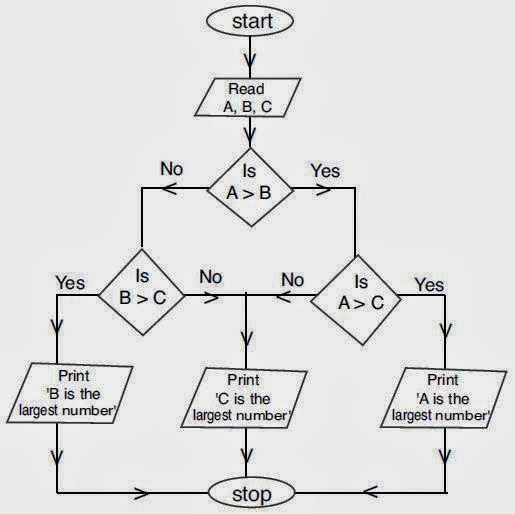 start
Read
A, B, C
No
Is
A > B
Yes
Yes
Is
B > C
No
No
Is
A > C
Yes
Print
'B is the
largest number'
Print
'C is the
largest number'
Print
'A is the
largest number'
stop